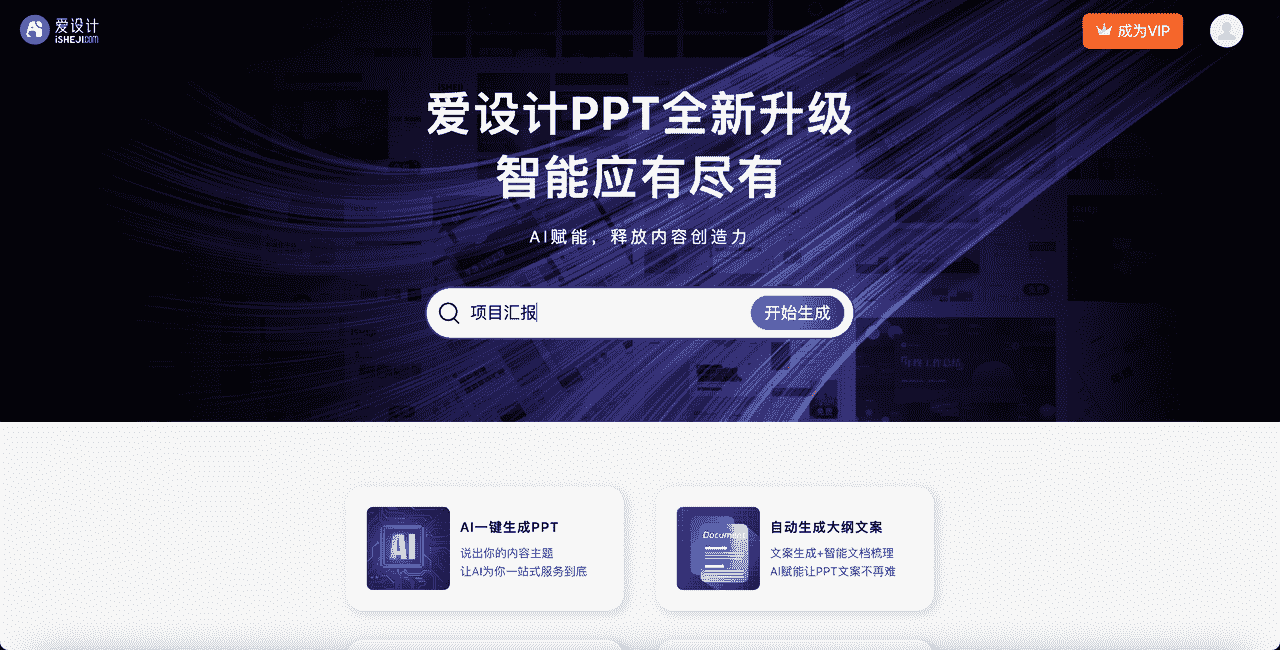 爱设计
iSHEJI.com
成为VIP
爱设计PPT全新升级
智能应有尽有
AI赋能，释放内容创造力
项目汇报
开始生成
AI
AI一键生成PPT
说出你的内容主题
让AI为你一站式服务到底
Document
自动生成大纲文案
文案生成+智能文档梳理
AI赋能让PPT文案不再难